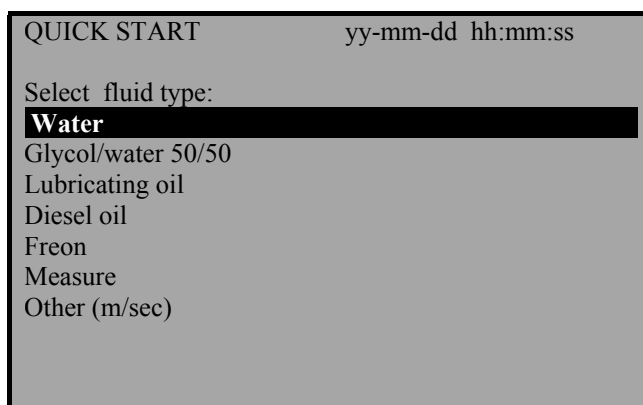 QUICK START yy-mm-dd hh:mm:ss
Select fluid type:
Water
Glycol/water 50/50
Lubricating oil
Diesel oil
Freon
Measure
Other (m/sec)